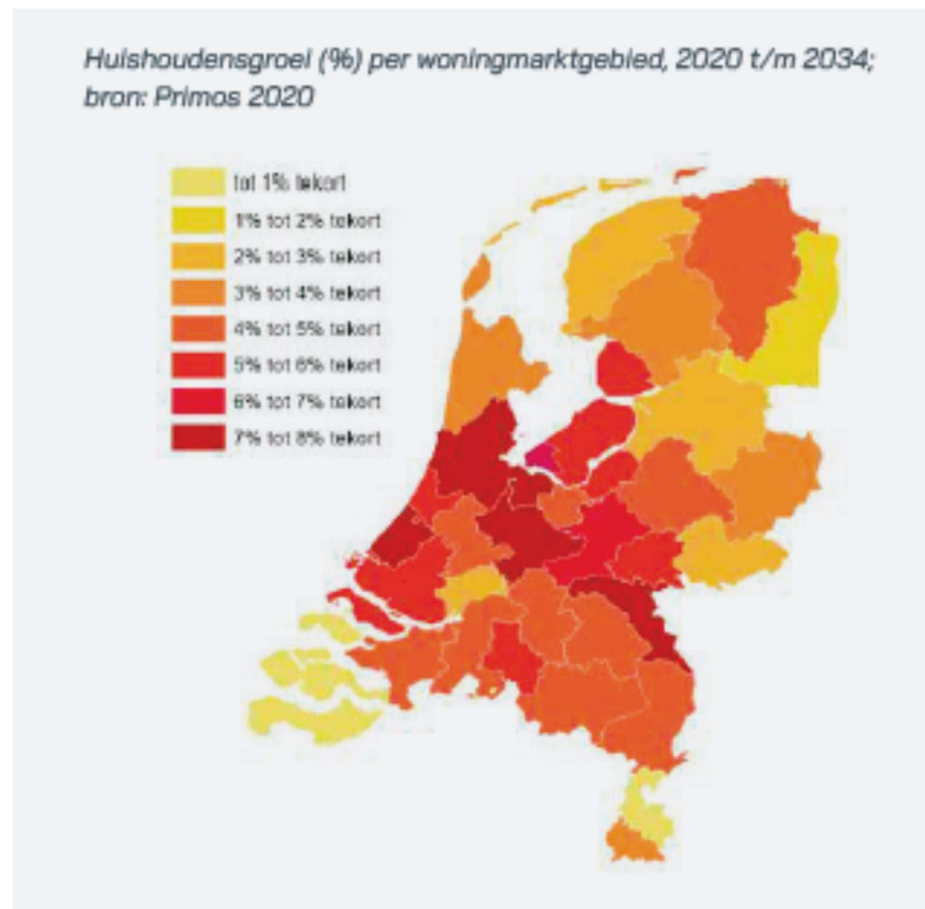 Huishoudensgroei (%) per woningmarktgebied, 2020 t/m 2034;
bron: Primos 2020
tot 1% tekort
1% tot 2% tekort
2% tot 3% tekort
3% tot 4% tekort
4% tot 5% tekort
5% tot 6% tekort
6% tot 7% tekort
7% tot 8% tekort